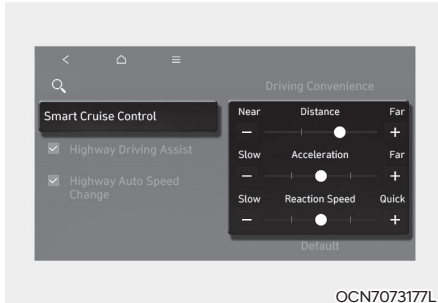 Driving Convenience
Smart Cruise Control
Near Distance Far
Highway Driving Assist
Slow Acceleration Far
Highway Auto Speed
Change
Slow Reaction Speed Quick
Default
OCN7073177L